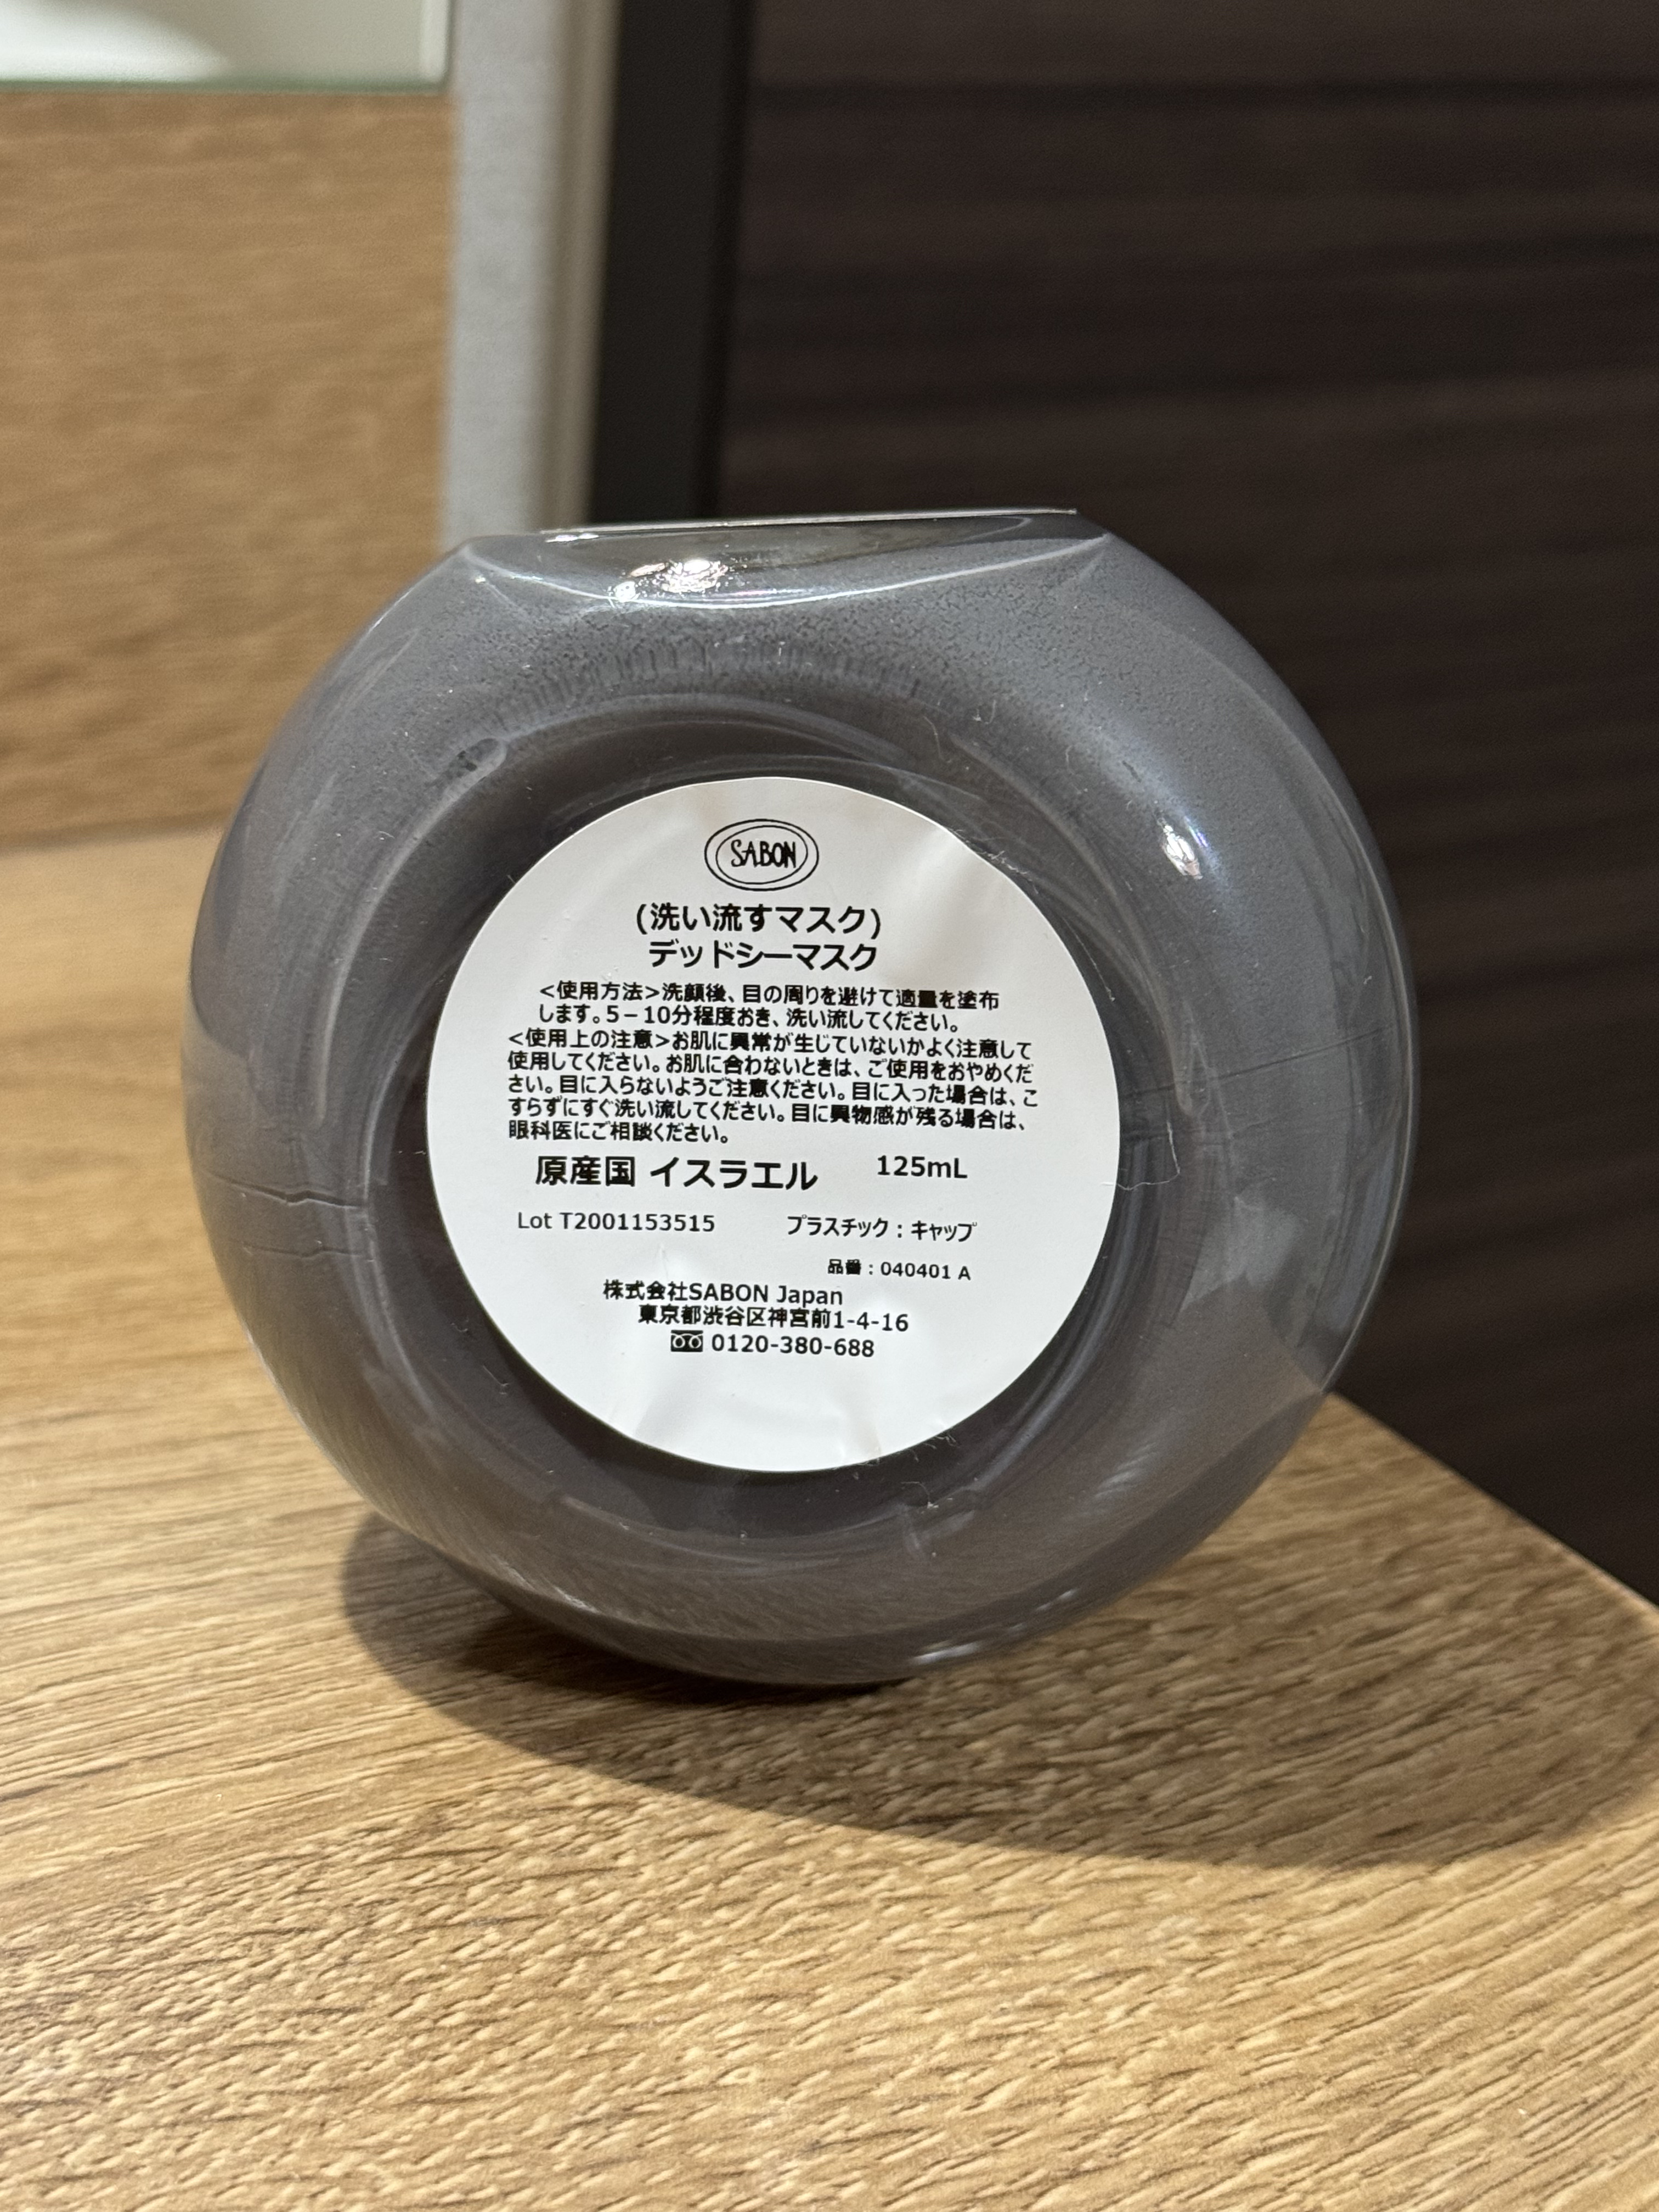 SABON
(洗い流すマスク)
デッドシーマスク
<使用方法>洗顔後、目の周りを避けて適量を塗布
します。5－10分程度おき、洗い流してください。
<使用上の注意>お肌に異常が生じていないかよく注意して
使用してください。お肌に合わないときは、ご使用をおやめくだ
さい。目に入らないようご注意ください。目に入った場合は、こ
すらずにすぐ洗い流してください。目に異物感が残る場合は、
眼科医にご相談ください。
原産国 イスラエル 125mL
Lot T2001153515 プラスチック：キャップ
品番：040401 A
株式会社SABON Japan
東京都渋谷区神宮前1-4-16
0120-380-688